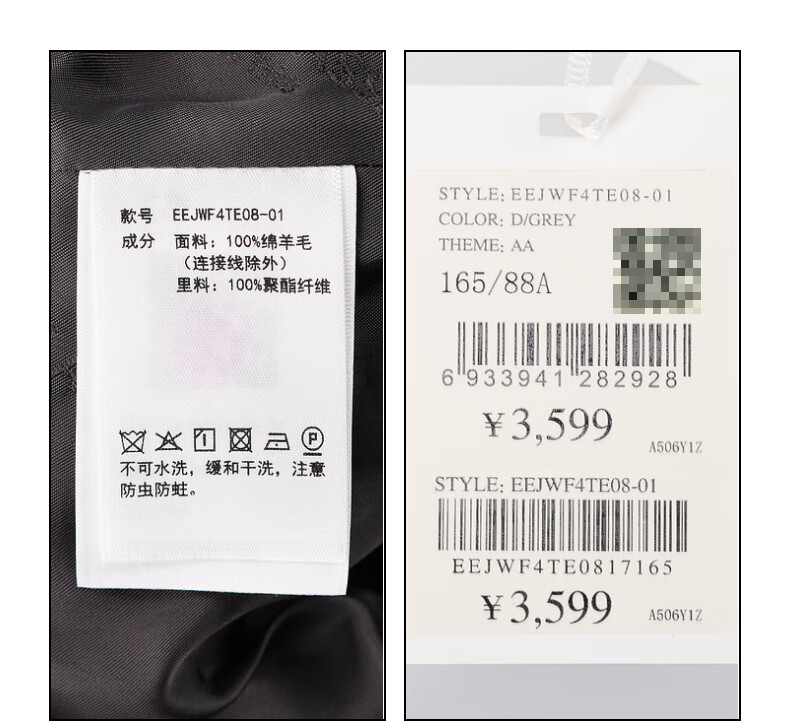 款号 EEJWF4TE08-01
成分 面料：100%绵羊毛
（连接线除外）
里料：100%聚酯纤维
P
不可水洗，缓和干洗，注意
防虫防蛀。
STYLE: EEJWF4TE08-01
COLOR: D/GREY
THEME: AA
165/88A
6 933941 282928
¥3,599
A506Y1Z
STYLE: EEJWF4TE08-01
EEJWF4TE0817165
¥3,599
A506Y1Z